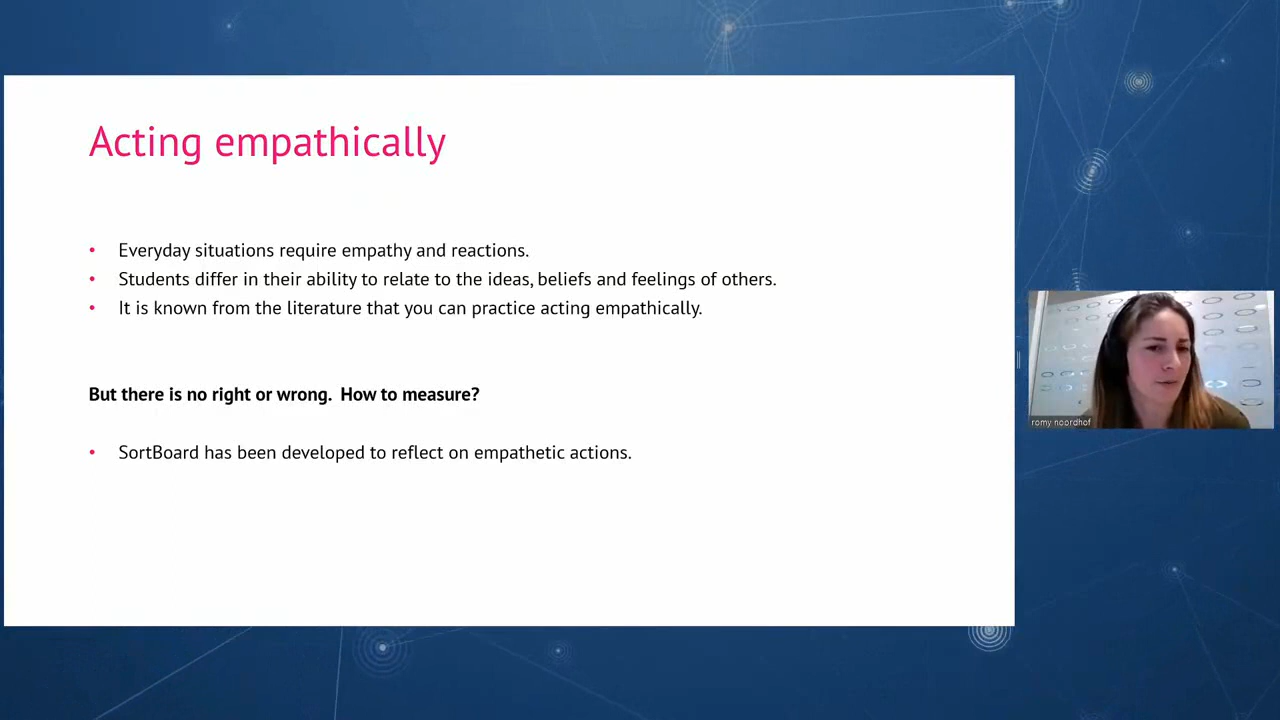 Acting empathically
• Everyday situations require empathy and reactions.
• Students differ in their ability to relate to the ideas, beliefs and feelings of others.
• It is known from the literature that you can practice acting empathically.
But there is no right or wrong.  How to measure?
• SortBoard has been developed to reflect on empathetic actions.
romy noordhof